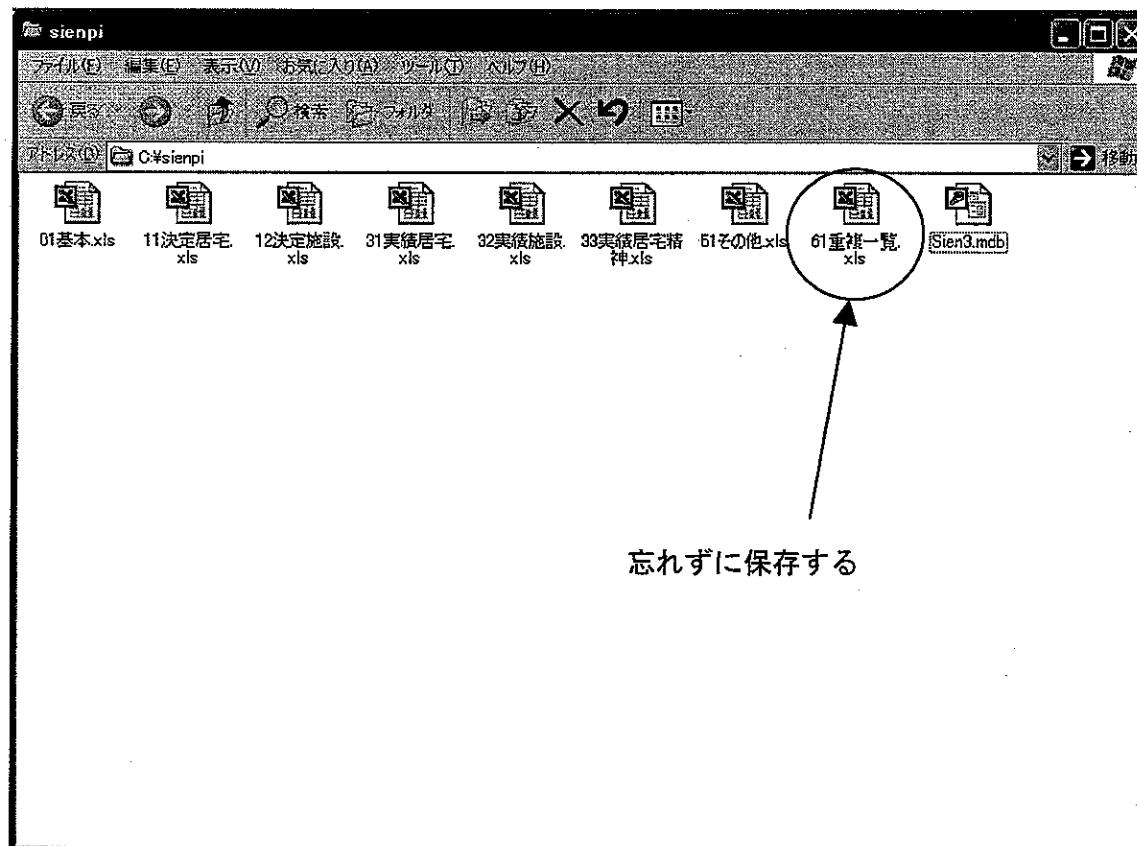 sienpi
ファイル(F) 編集(E) 表示(V) お気に入り(A) ツール(T) ヘルプ(H)
戻る 検索 フォルダ
アドレス(D) C:¥sienpi 移動
01基本.xls 11決定居宅. 12決定施設. 31実績居宅. 32実績施設. 33実績居宅精 51その他.xls 61重複一覧. Sien3.mdb
xls xls xls xls 神.xls xls
忘れずに保存する